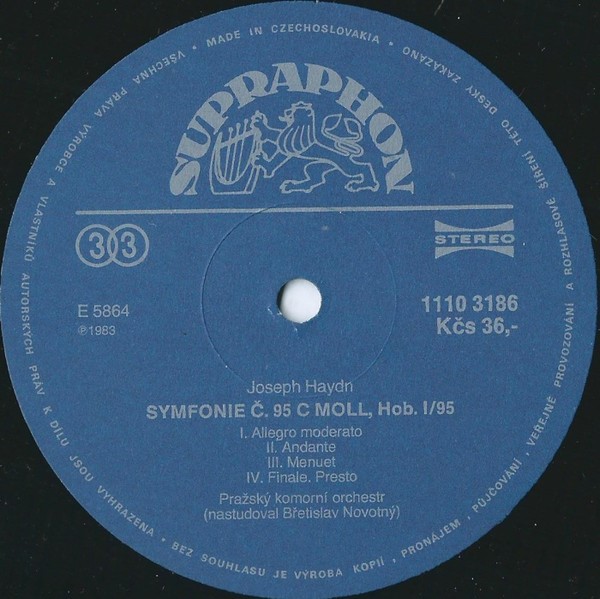 MADE IN CZECHOSLOVAKIA • VŠECHNA PRÁVA VÝROBCE A VLASTNÍKŮ AUTORSKÝCH PRÁV K DÍLU JSOU VYHRAZENA • BEZ SOUHLASU JE VÝROBA KOPIÍ, PRONÁJEM, PŮJČOVÁNÍ, VEŘEJNÉ PROVOZOVÁNÍ A ROZHLASOVÉ ŠÍŘENÍ TÉTO DESKY ZAKÁZÁNO •
SUPRAPHON
33
STEREO
E 5864
℗1983
1110 3186
Kčs 36,-
Joseph Haydn
SYMFONIE Č. 95 C MOLL, Hob. I/95
I. Allegro moderato
II. Andante
III. Menuet
IV. Finale. Presto
Pražský komorní orchestr
(nastudoval Břetislav Novotný)